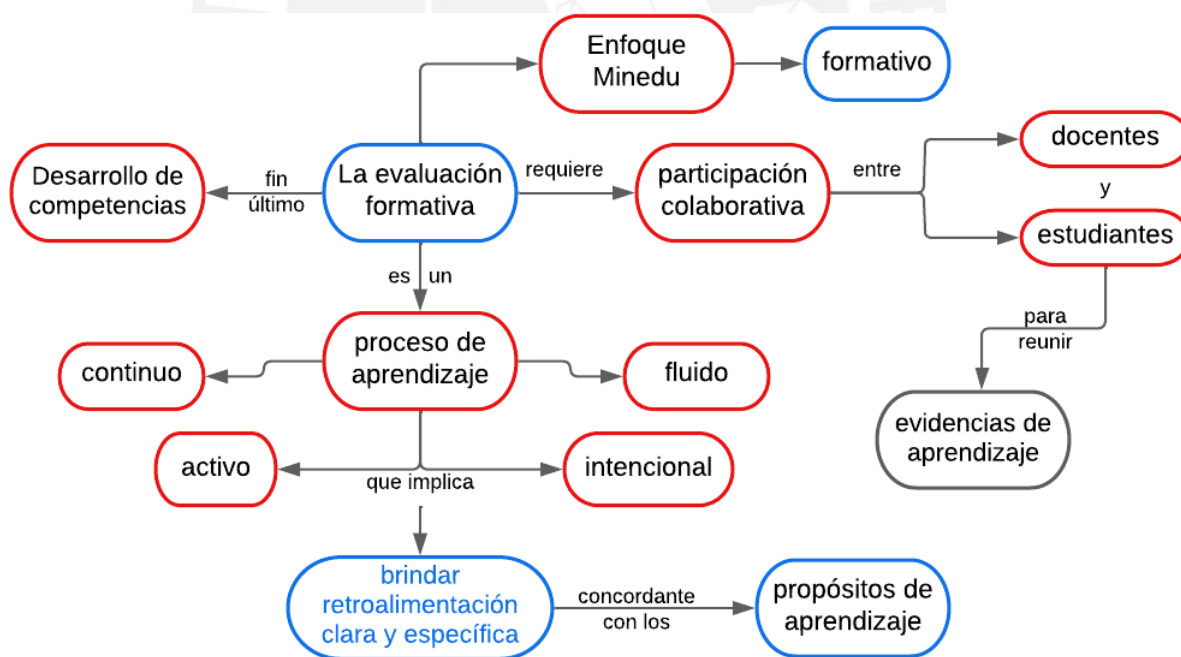 Enfoque
Minedu
formativo
docentes
y
estudiantes
Desarrollo de
competencias
fin
último
La evaluación
formativa
requiere
participación
colaborativa
entre
es un
para
reunir
proceso de
aprendizaje
continuo
fluido
evidencias de
aprendizaje
activo
que implica
intencional
brindar
retroalimentación
clara y específica
concordante
con los
propósitos de
aprendizaje